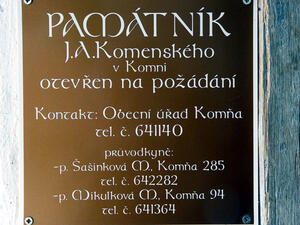 PAMÁTNÍK
J.A.Komenského
v Komni
otevřen na požádání
Kontakt: Obecní úřad Komňa
tel. č. 641140
průvodkyně:
-p. Šašinková M., Komňa 285
tel. č. 642282
-p. Mikulková M., Komňa 94
tel. č. 641364